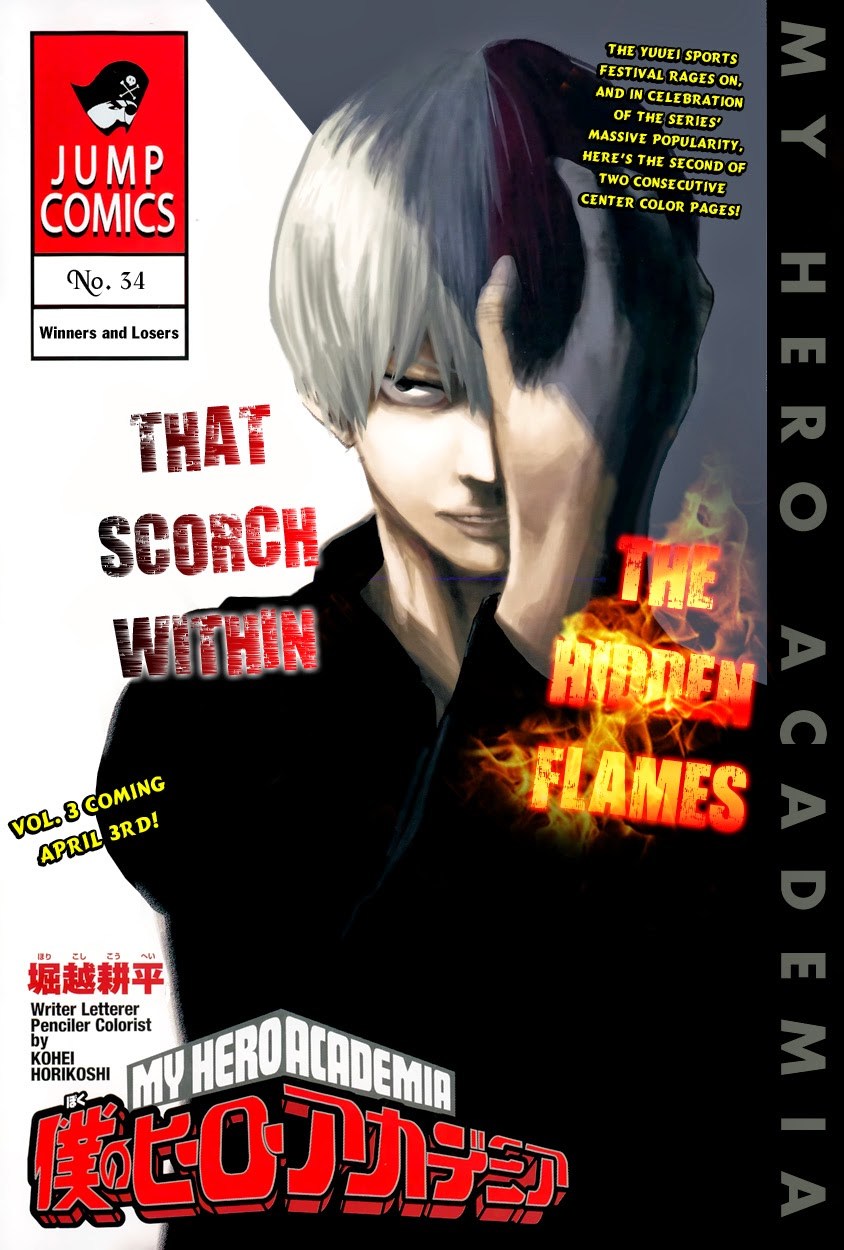 THE YUUEI SPORTS
FESTIVAL RAGES ON,
AND IN CELEBRATION
OF THE SERIES'
MASSIVE POPULARITY,
HERE'S THE SECOND OF
TWO CONSECUTIVE
CENTER COLOR PAGES!
JUMP
COMICS
No. 34
Winners and Losers
MY HERO ACADEMIA
THE
HIDDEN
FLAMES
THAT
SCORCH
WITHIN
VOL. 3 COMING
APRIL 3RD!
ほり こし こう へい
堀越耕平
Writer Letterer
Penciler Colorist
by
KOHEI
HORIKOSHI
MY HERO ACADEMIA
ぼく
僕のヒーローアカデミア